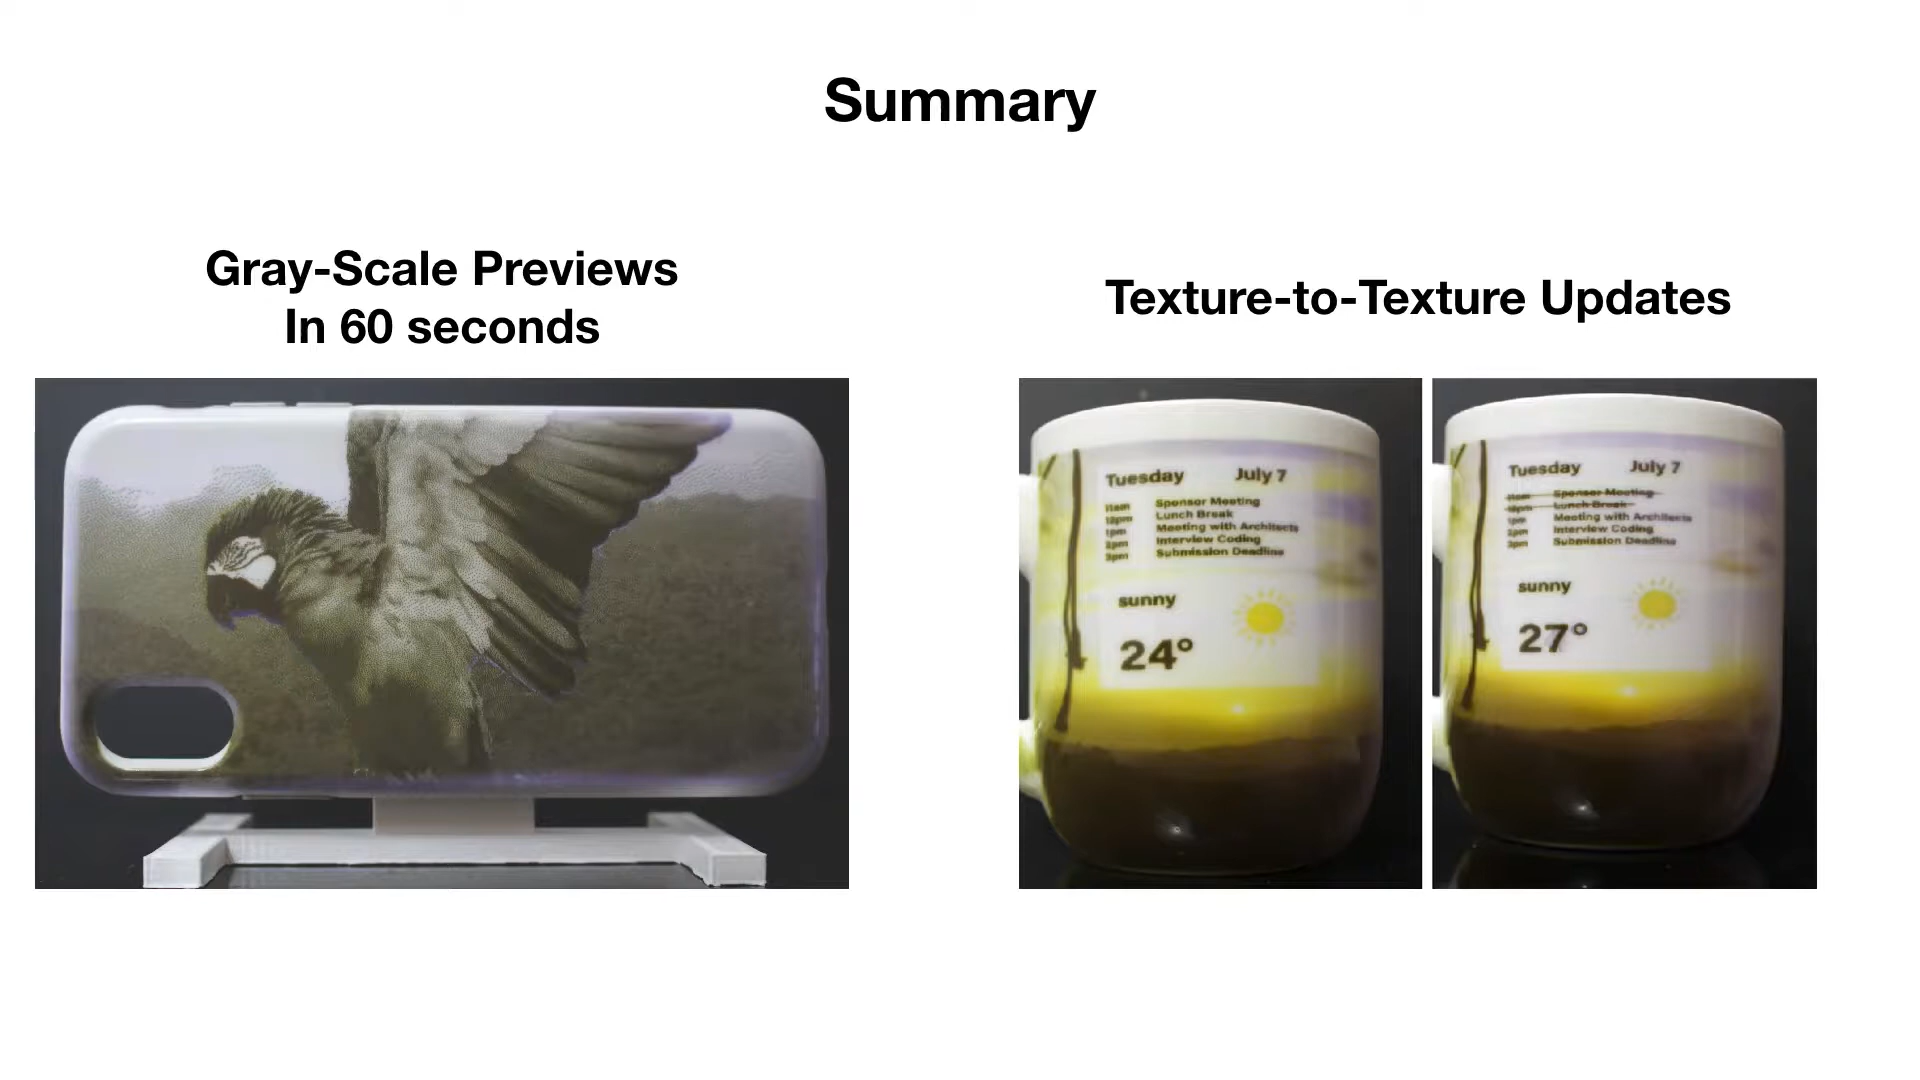 Summary
Gray-Scale Previews
In 60 seconds
Texture-to-Texture Updates
Tuesday July 7
11am Sponsor Meeting
12pm Lunch Break
1pm Meeting with Architects
2pm Interview Coding
3pm Submission Deadline
sunny
24°
Tuesday July 7
Sponsor Meeting
Lunch Break
1pm Meeting with Architects
2pm Interview Coding
3pm Submission Deadline
sunny
27°